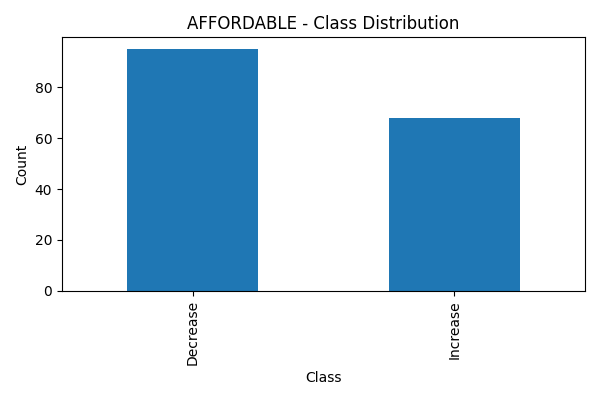 AFFORDABLE - Class Distribution
Count
80
60
40
20
0
Decrease
Increase
Class